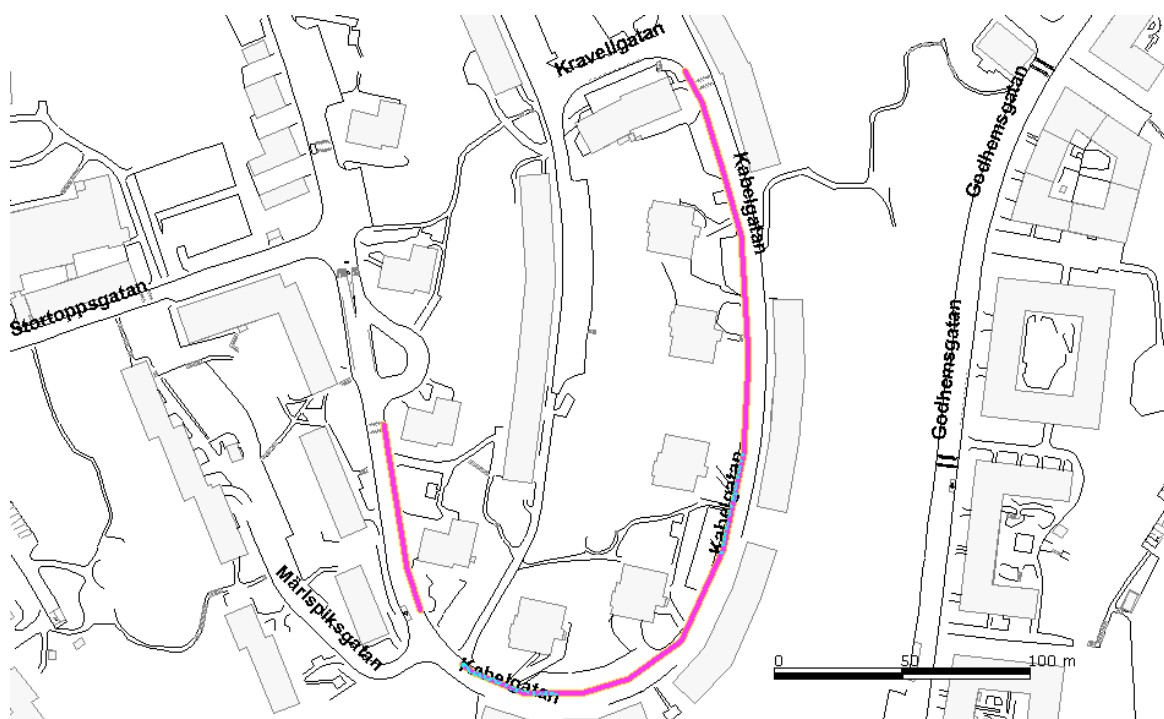 Kravellgatan
Godhemsgatan
Kabelgatan
Stortoppsgatan
Godhemsgatan
Kabelgatan
Märlspiksgatan
Kabelgatan
0 50 100 m